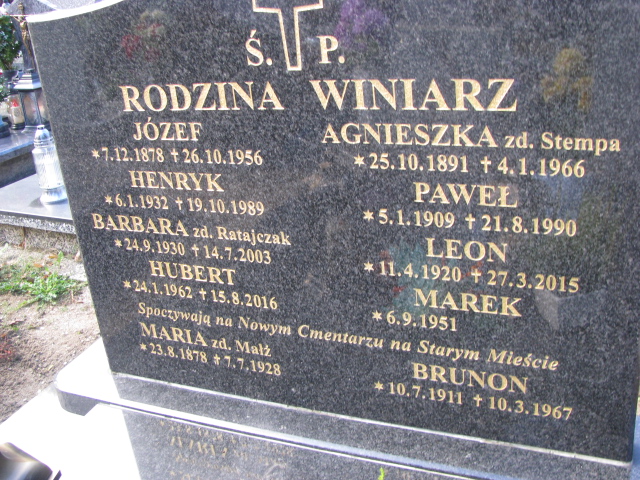 Ś. P.
RODZINA WINIARZ
JÓZEF
*7.12.1878 ✝26.10.1956
HENRYK
*6.1.1932 ✝19.10.1989
BARBARA zd. Ratajczak
*24.9.1930 ✝14.7.2003
HUBERT
*24.1.1962 ✝15.8.2016
AGNIESZKA zd. Stempa
*25.10.1891 ✝4.1.1966
PAWEŁ
*5.1.1909 ✝21.8.1990
LEON
*11.4.1920 ✝27.3.2015
MAREK
*6.9.1951
Spoczywają na Nowym Cmentarzu na Starym Mieście
MARIA zd. Małż
*23.8.1878 ✝7.7.1928
BRUNON
*10.7.1911 ✝10.3.1967